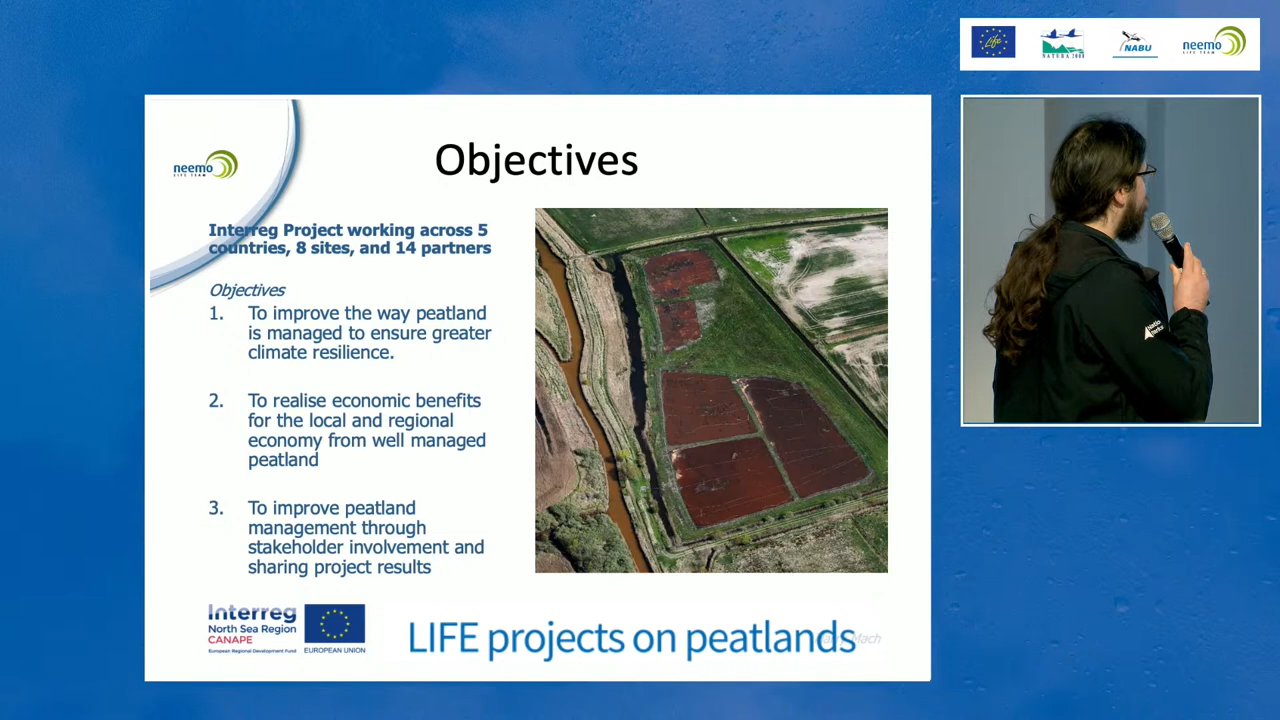 Life
NATURA 2000
NABU
neemo
LIFE TEAM
neemo
LIFE TEAM
Objectives
Interreg Project working across 5
countries, 8 sites, and 14 partners
Objectives
1. To improve the way peatland
is managed to ensure greater
climate resilience.
2. To realise economic benefits
for the local and regional
economy from well managed
peatland
3. To improve peatland
management through
stakeholder involvement and
sharing project results
Interreg
North Sea Region
CANAPE
European Regional Development Fund
EUROPEAN UNION
LIFE projects on peatlands
Mach